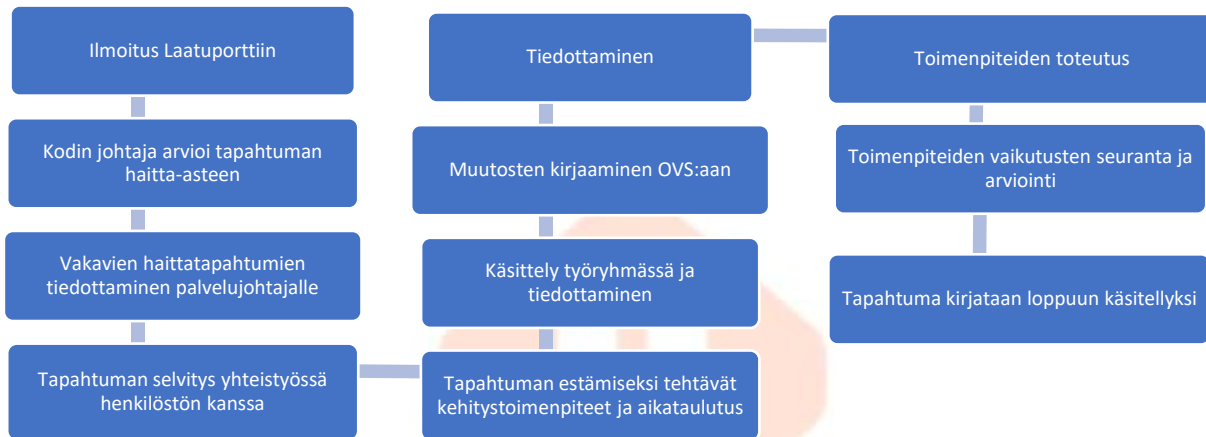 Ilmoitus Laatuporttiin
Kodin johtaja arvioi tapahtuman
haitta-asteen
Vakavien haittatapahtumien
tiedottaminen palvelujohtajalle
Tapahtuman selvitys yhteistyössä
henkilöstön kanssa
Tapahtuman estämiseksi tehtävät
kehitystoimenpiteet ja aikataulutus
Käsittely työryhmässä ja
tiedottaminen
Muutosten kirjaaminen OVS:aan
Tiedottaminen
Toimenpiteiden toteutus
Toimenpiteiden vaikutusten seuranta ja
arviointi
Tapahtuma kirjataan loppuun käsitellyksi